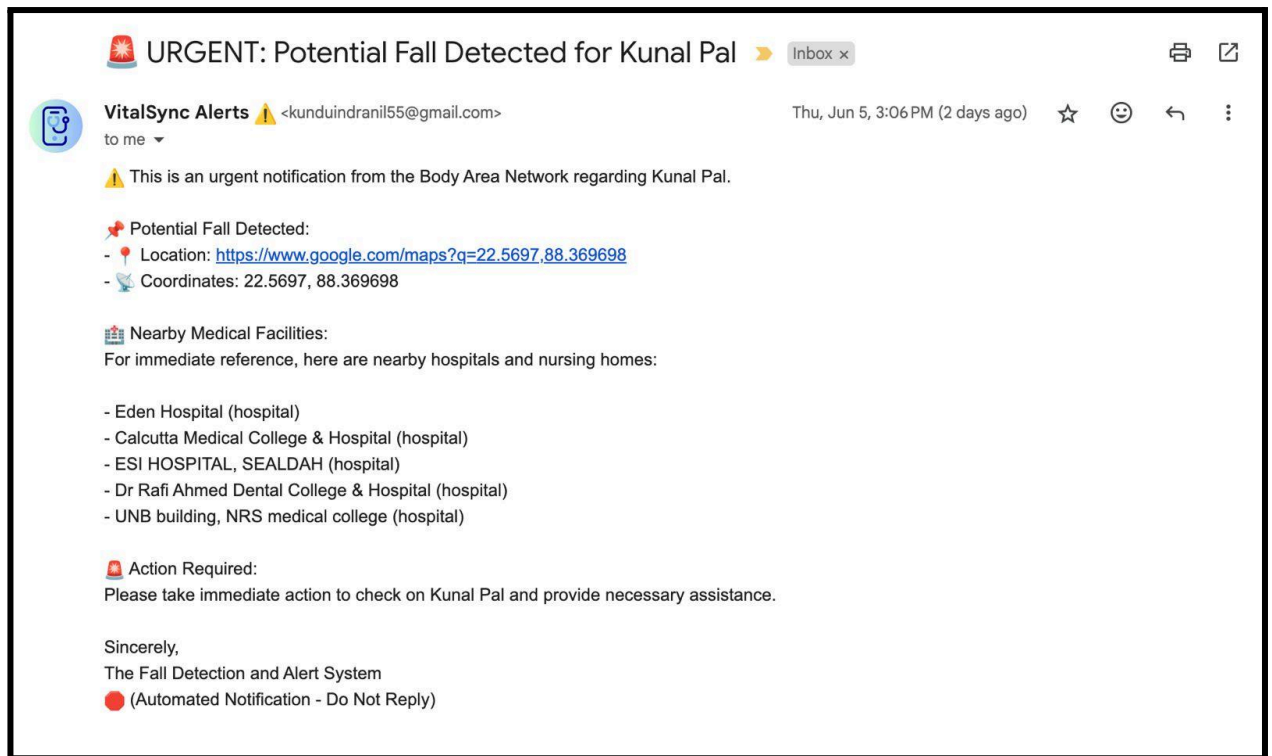 🚨 URGENT: Potential Fall Detected for Kunal Pal Inbox ×
VitalSync Alerts ⚠️ <kunduindranil55@gmail.com> Thu, Jun 5, 3:06 PM (2 days ago)
to me
⚠️ This is an urgent notification from the Body Area Network regarding Kunal Pal.
📌 Potential Fall Detected:
- 📍 Location: https://www.google.com/maps?q=22.5697,88.369698
- 📡 Coordinates: 22.5697, 88.369698
🏥 Nearby Medical Facilities:
For immediate reference, here are nearby hospitals and nursing homes:
- Eden Hospital (hospital)
- Calcutta Medical College & Hospital (hospital)
- ESI HOSPITAL, SEALDAH (hospital)
- Dr Rafi Ahmed Dental College & Hospital (hospital)
- UNB building, NRS medical college (hospital)
🚨 Action Required:
Please take immediate action to check on Kunal Pal and provide necessary assistance.
Sincerely,
The Fall Detection and Alert System
🛑 (Automated Notification - Do Not Reply)